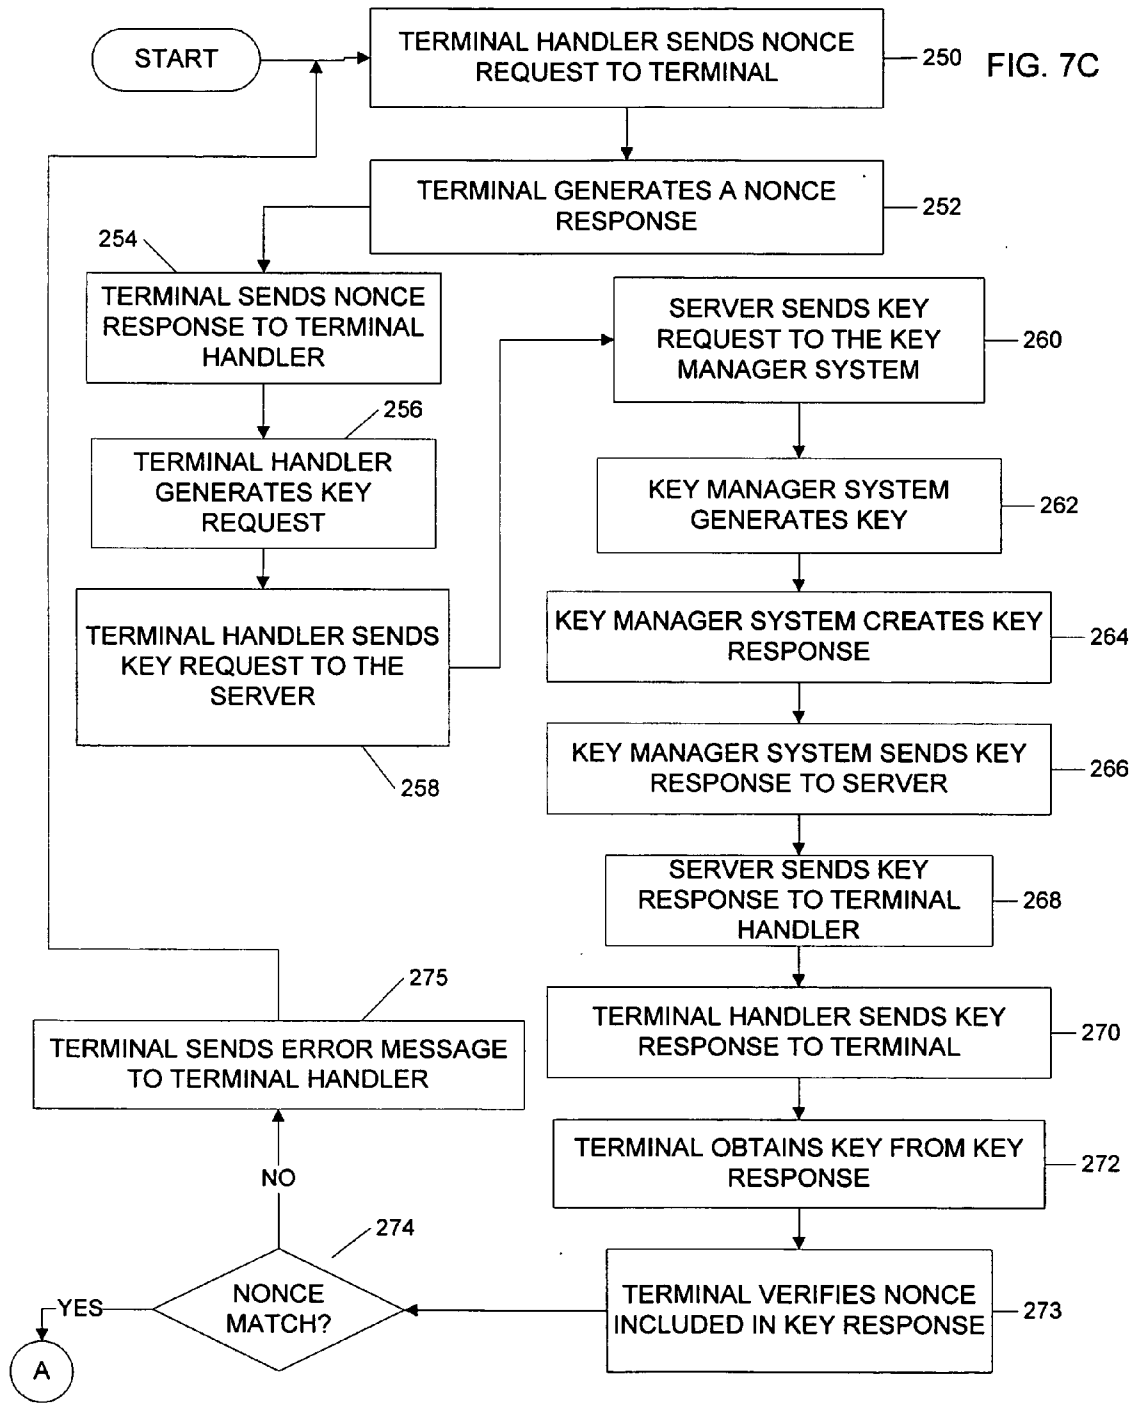 START
TERMINAL HANDLER SENDS NONCE
REQUEST TO TERMINAL
250
FIG. 7C
TERMINAL GENERATES A NONCE
RESPONSE
252
254
TERMINAL SENDS NONCE
RESPONSE TO TERMINAL
HANDLER
256
TERMINAL HANDLER
GENERATES KEY
REQUEST
TERMINAL HANDLER SENDS
KEY REQUEST TO THE
SERVER
258
SERVER SENDS KEY
REQUEST TO THE KEY
MANAGER SYSTEM
260
KEY MANAGER SYSTEM
GENERATES KEY
262
KEY MANAGER SYSTEM CREATES KEY
RESPONSE
264
KEY MANAGER SYSTEM SENDS KEY
RESPONSE TO SERVER
266
SERVER SENDS KEY
RESPONSE TO TERMINAL
HANDLER
268
TERMINAL HANDLER SENDS KEY
RESPONSE TO TERMINAL
270
TERMINAL OBTAINS KEY FROM KEY
RESPONSE
272
TERMINAL VERIFIES NONCE
INCLUDED IN KEY RESPONSE
273
274
NONCE
MATCH?
NO
275
TERMINAL SENDS ERROR MESSAGE
TO TERMINAL HANDLER
YES
A